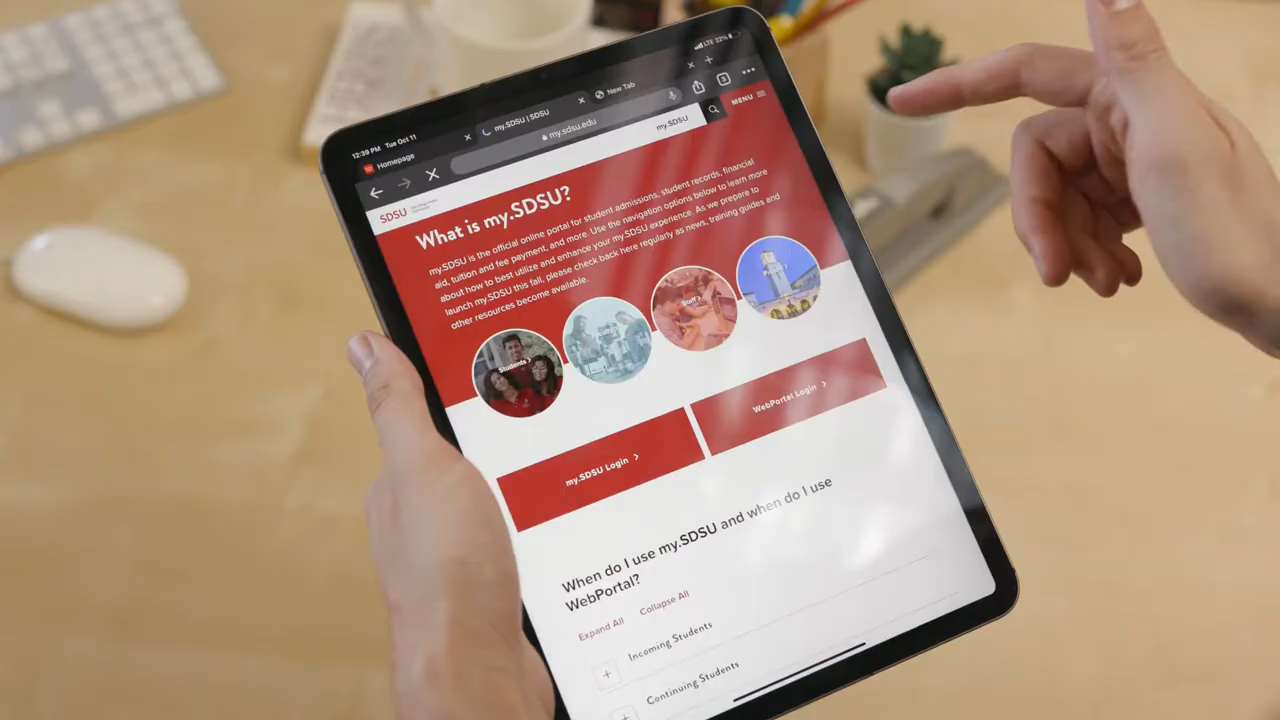 12:39 PM Tue Oct 11
LTE 22%
Homepage
my.SDSU | SDSU
New Tab
my.sdsu.edu
3
SDSU
my.SDSU
MENU
What is my.SDSU?
my.SDSU is the official online portal for student admissions, student records, financial
aid, tuition and fee payment, and more. Use the navigation options below to learn more
about how to best utilize and enhance your my.SDSU experience. As we prepare to
launch my.SDSU this fall, please check back here regularly as news, training guides and
other resources become available.
Students
Staff
my.SDSU Login
WebPortal Login
When do I use my.SDSU and when do I use
WebPortal?
Expand All Collapse All
Incoming Students
Continuing Students